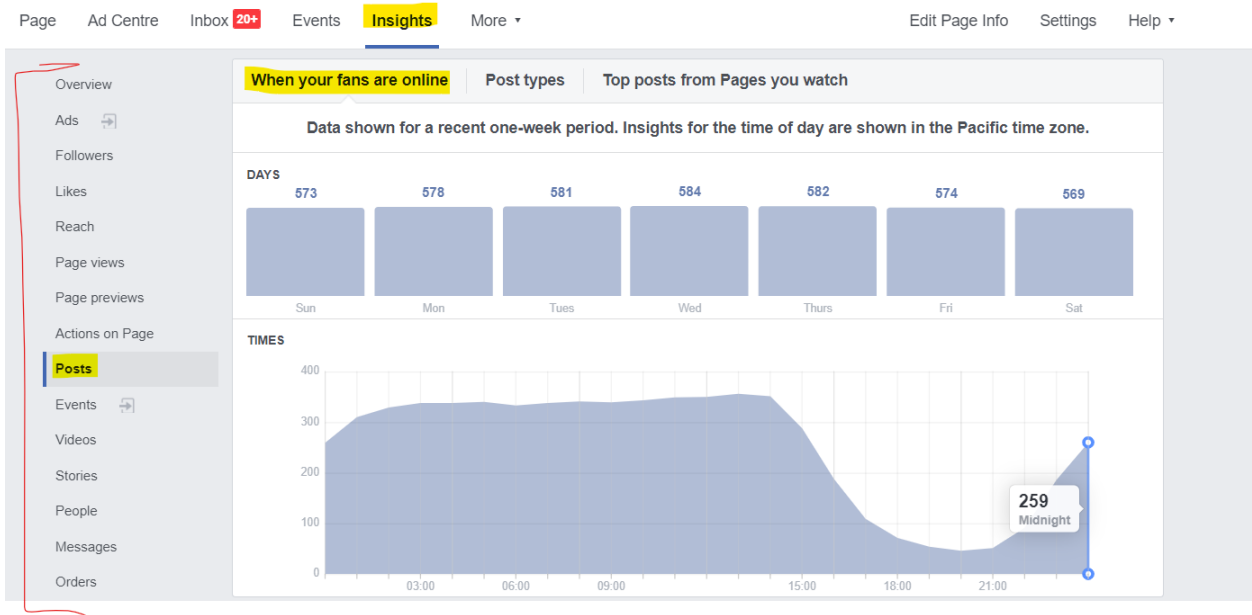 Page Ad Centre Inbox 20+ Events Insights More Edit Page Info Settings Help
Overview
Ads
Followers
Likes
Reach
Page views
Page previews
Actions on Page
Posts
Events
Videos
Stories
People
Messages
Orders
When your fans are online Post types Top posts from Pages you watch
Data shown for a recent one-week period. Insights for the time of day are shown in the Pacific time zone.
DAYS
573 578 581 584 582 574 569
Sun Mon Tues Wed Thurs Fri Sat
TIMES
400
300
200
100
0
259
Midnight
03:00 06:00 09:00 15:00 18:00 21:00